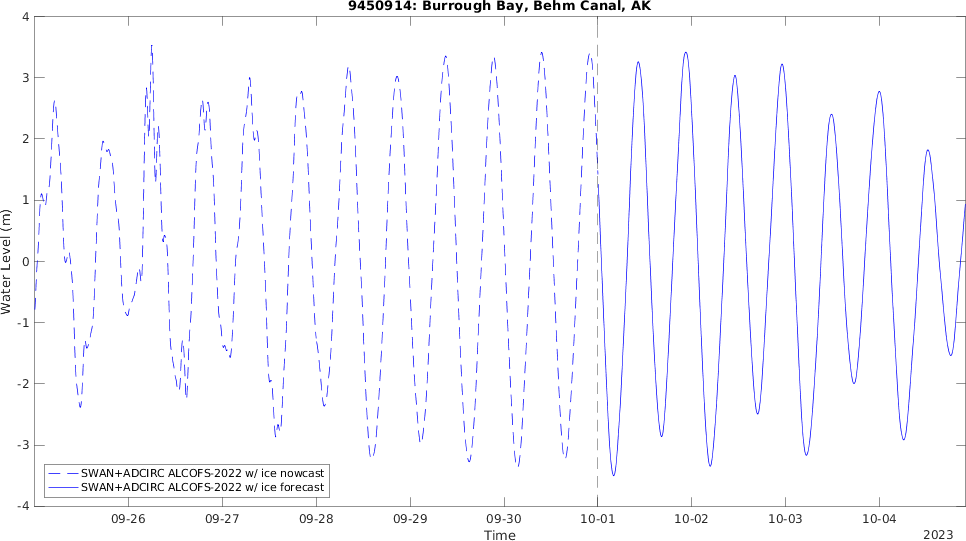 9450914: Burrough Bay, Behm Canal, AK
4
3
2
1
0
-1
-2
-3
-4
Water Level (m)
SWAN+ADCIRC ALCOFS-2022 w/ ice nowcast
SWAN+ADCIRC ALCOFS-2022 w/ ice forecast
09-26 09-27 09-28 09-29 09-30 10-01 10-02 10-03 10-04
Time
2023